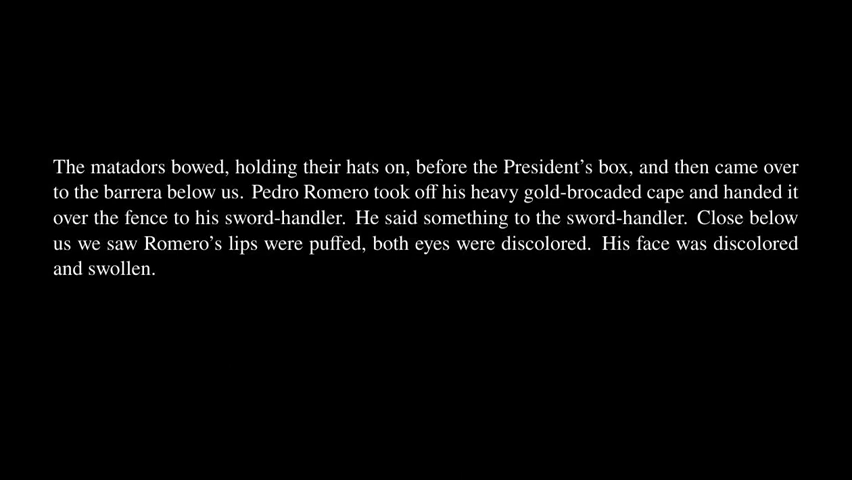 The matadors bowed, holding their hats on, before the President's box, and then came over
to the barrera below us. Pedro Romero took off his heavy gold-brocaded cape and handed it
over the fence to his sword-handler. He said something to the sword-handler. Close below
us we saw Romero's lips were puffed, both eyes were discolored. His face was discolored
and swollen.